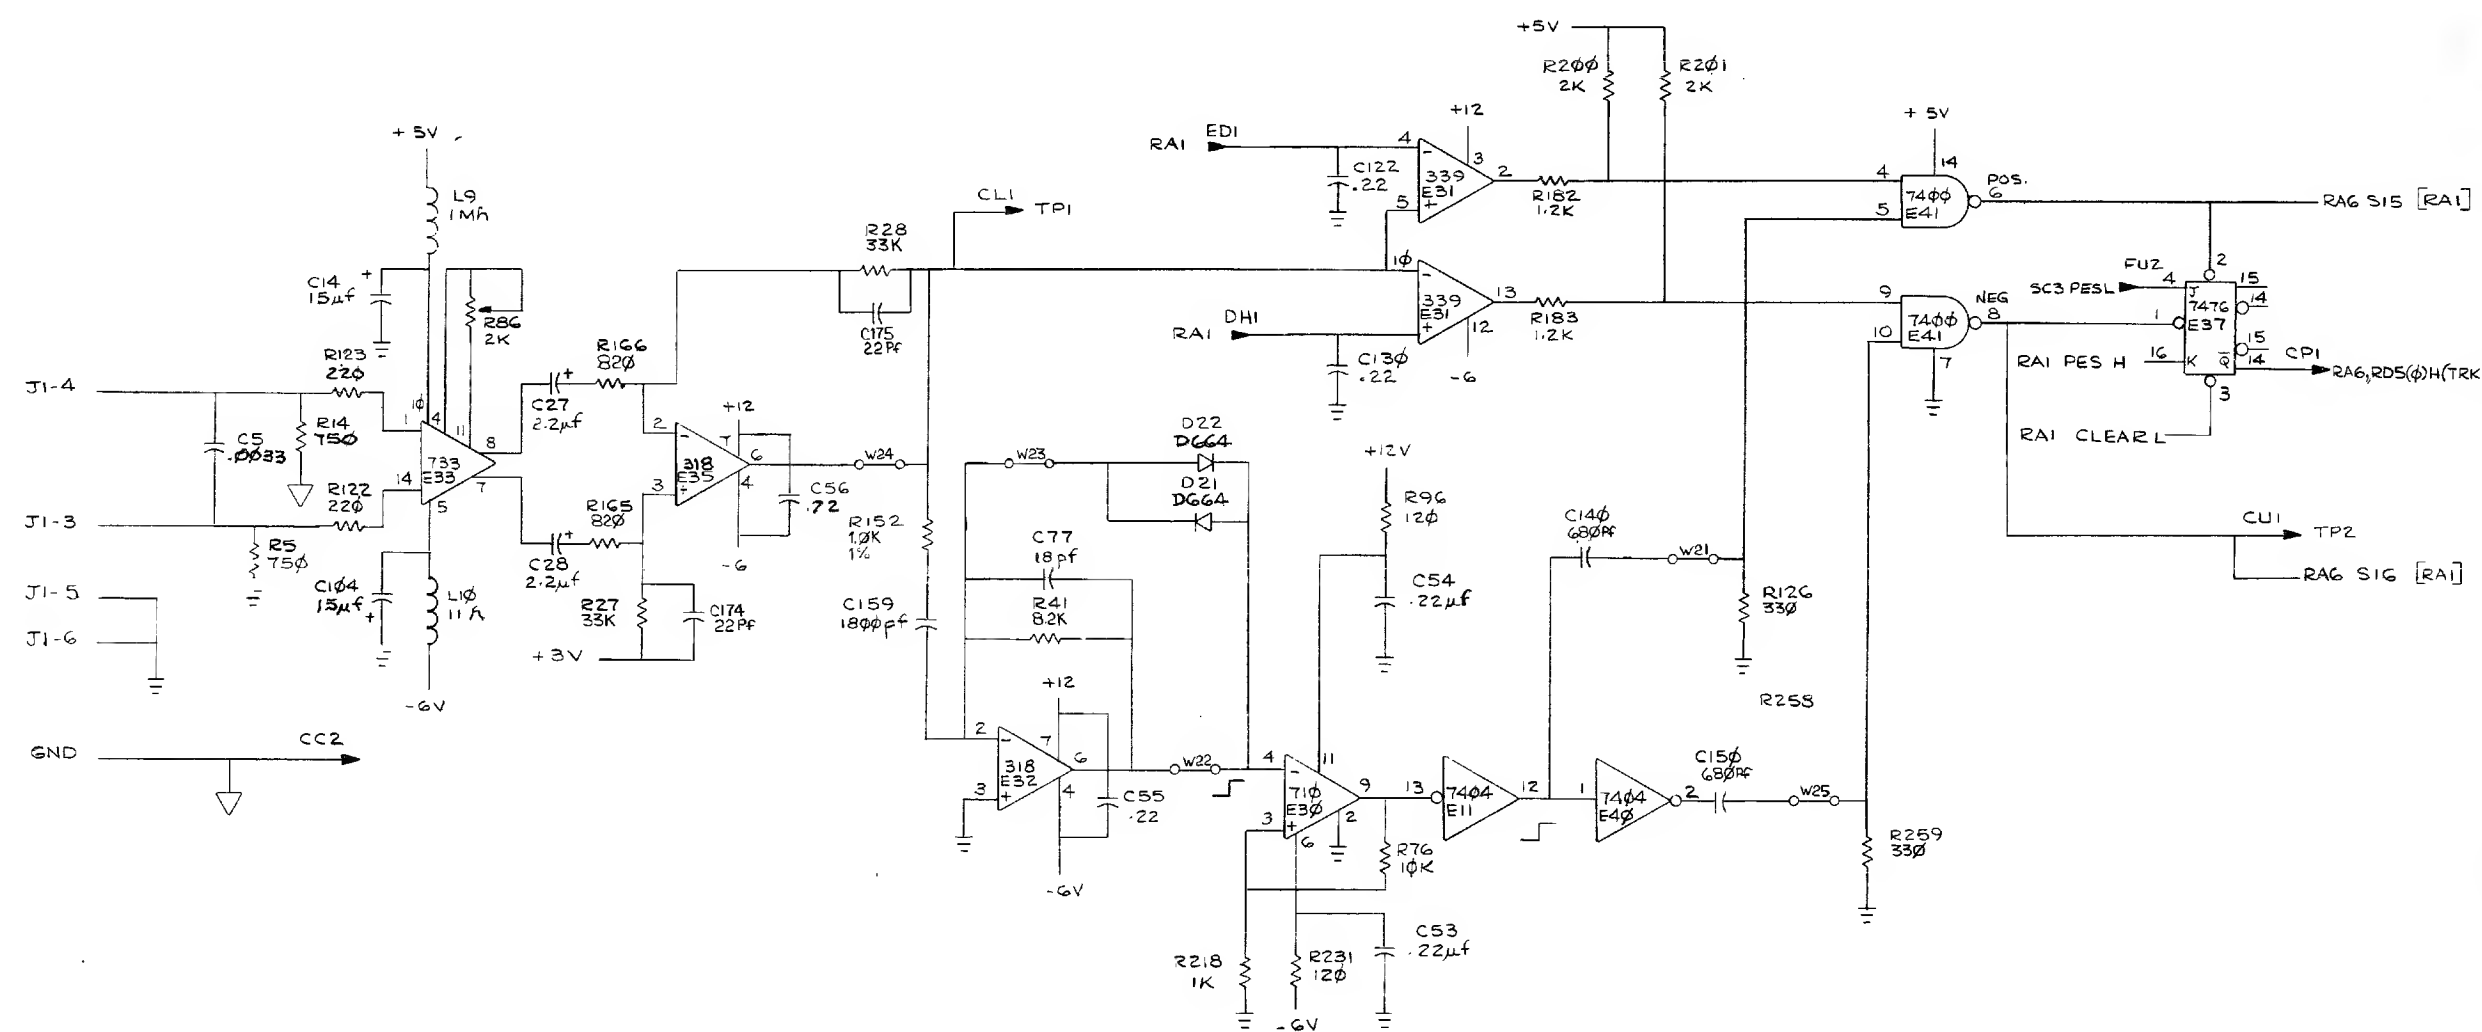 +5V
R2ØØ
2K
R2Ø1
2K
+12
+ 5V
ED1
RA1
4
-
3
339
E31
2
5
+
C122
.22
R182
1.2K
4
14
POS.
6
74ØØ
E41
5
RA6 S15 [RA1]
+ 5V
L9
1Mh
CL1
TP1
R28
33K
C175
22Pf
1Ø
-
339
E31
13
+
12
-6
R183
1.2K
DH1
RA1
C13Ø
.22
9
NEG
8
74ØØ
E41
10
7
FU2
2
SC3 PESL
4
J
15
14
7476
E37
1
15
RA1 PES H
16
K
Q̅
14
CP1
RA6,RD5(Ø)H(TRK
3
RA1 CLEAR L
C14
15µf
+
R86
2K
R123
22Ø
J1-4
C5
.ØØ33
R14
75Ø
1
1Ø
4
11
8
733
E33
14
7
5
R122
22Ø
J1-3
R5
75Ø
C1Ø4
15µf
+
L1Ø
-6V
J1-5
J1-6
GND
CC2
R166
82Ø
+
C27
2.2µf
R165
82Ø
+
C28
2.2µf
2
-
+12
7
318
E35
6
3
+
4
-6
C56
W24
R27
33K
C174
22Pf
+3V
R152
1.0K
1%
C159
18ØØpf
D22
D664
W23
D21
D664
C77
18pf
R41
8.2K
+12
2
-
7
318
E32
6
3
+
4
C55
.22
-6V
W22
+12V
R96
12Ø
C54
.22µf
4
-
11
71Ø
E3Ø
9
3
+
6
2
R76
1ØK
R218
1K
R231
12Ø
-6V
C53
.22µf
13
74Ø4
E11
12
C14Ø
68ØPf
W21
R126
33Ø
R258
1
74Ø4
E4Ø
2
C15Ø
68ØPf
W25
R259
33Ø
CU1
TP2
RA6 S16 [RA1]